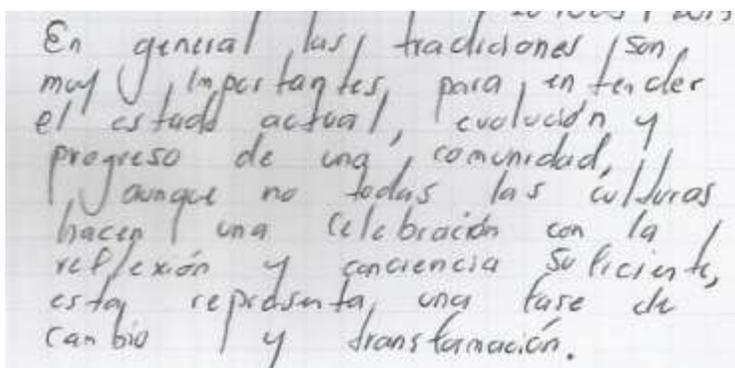 En general las tradiciones son
muy importantes, para entender
el estado actual, evolución y
progreso de una comunidad,
aunque no todas las culturas
hacen una celebración con la
reflexión y conciencia suficiente,
esta representa una fase de
cambio y transformación.